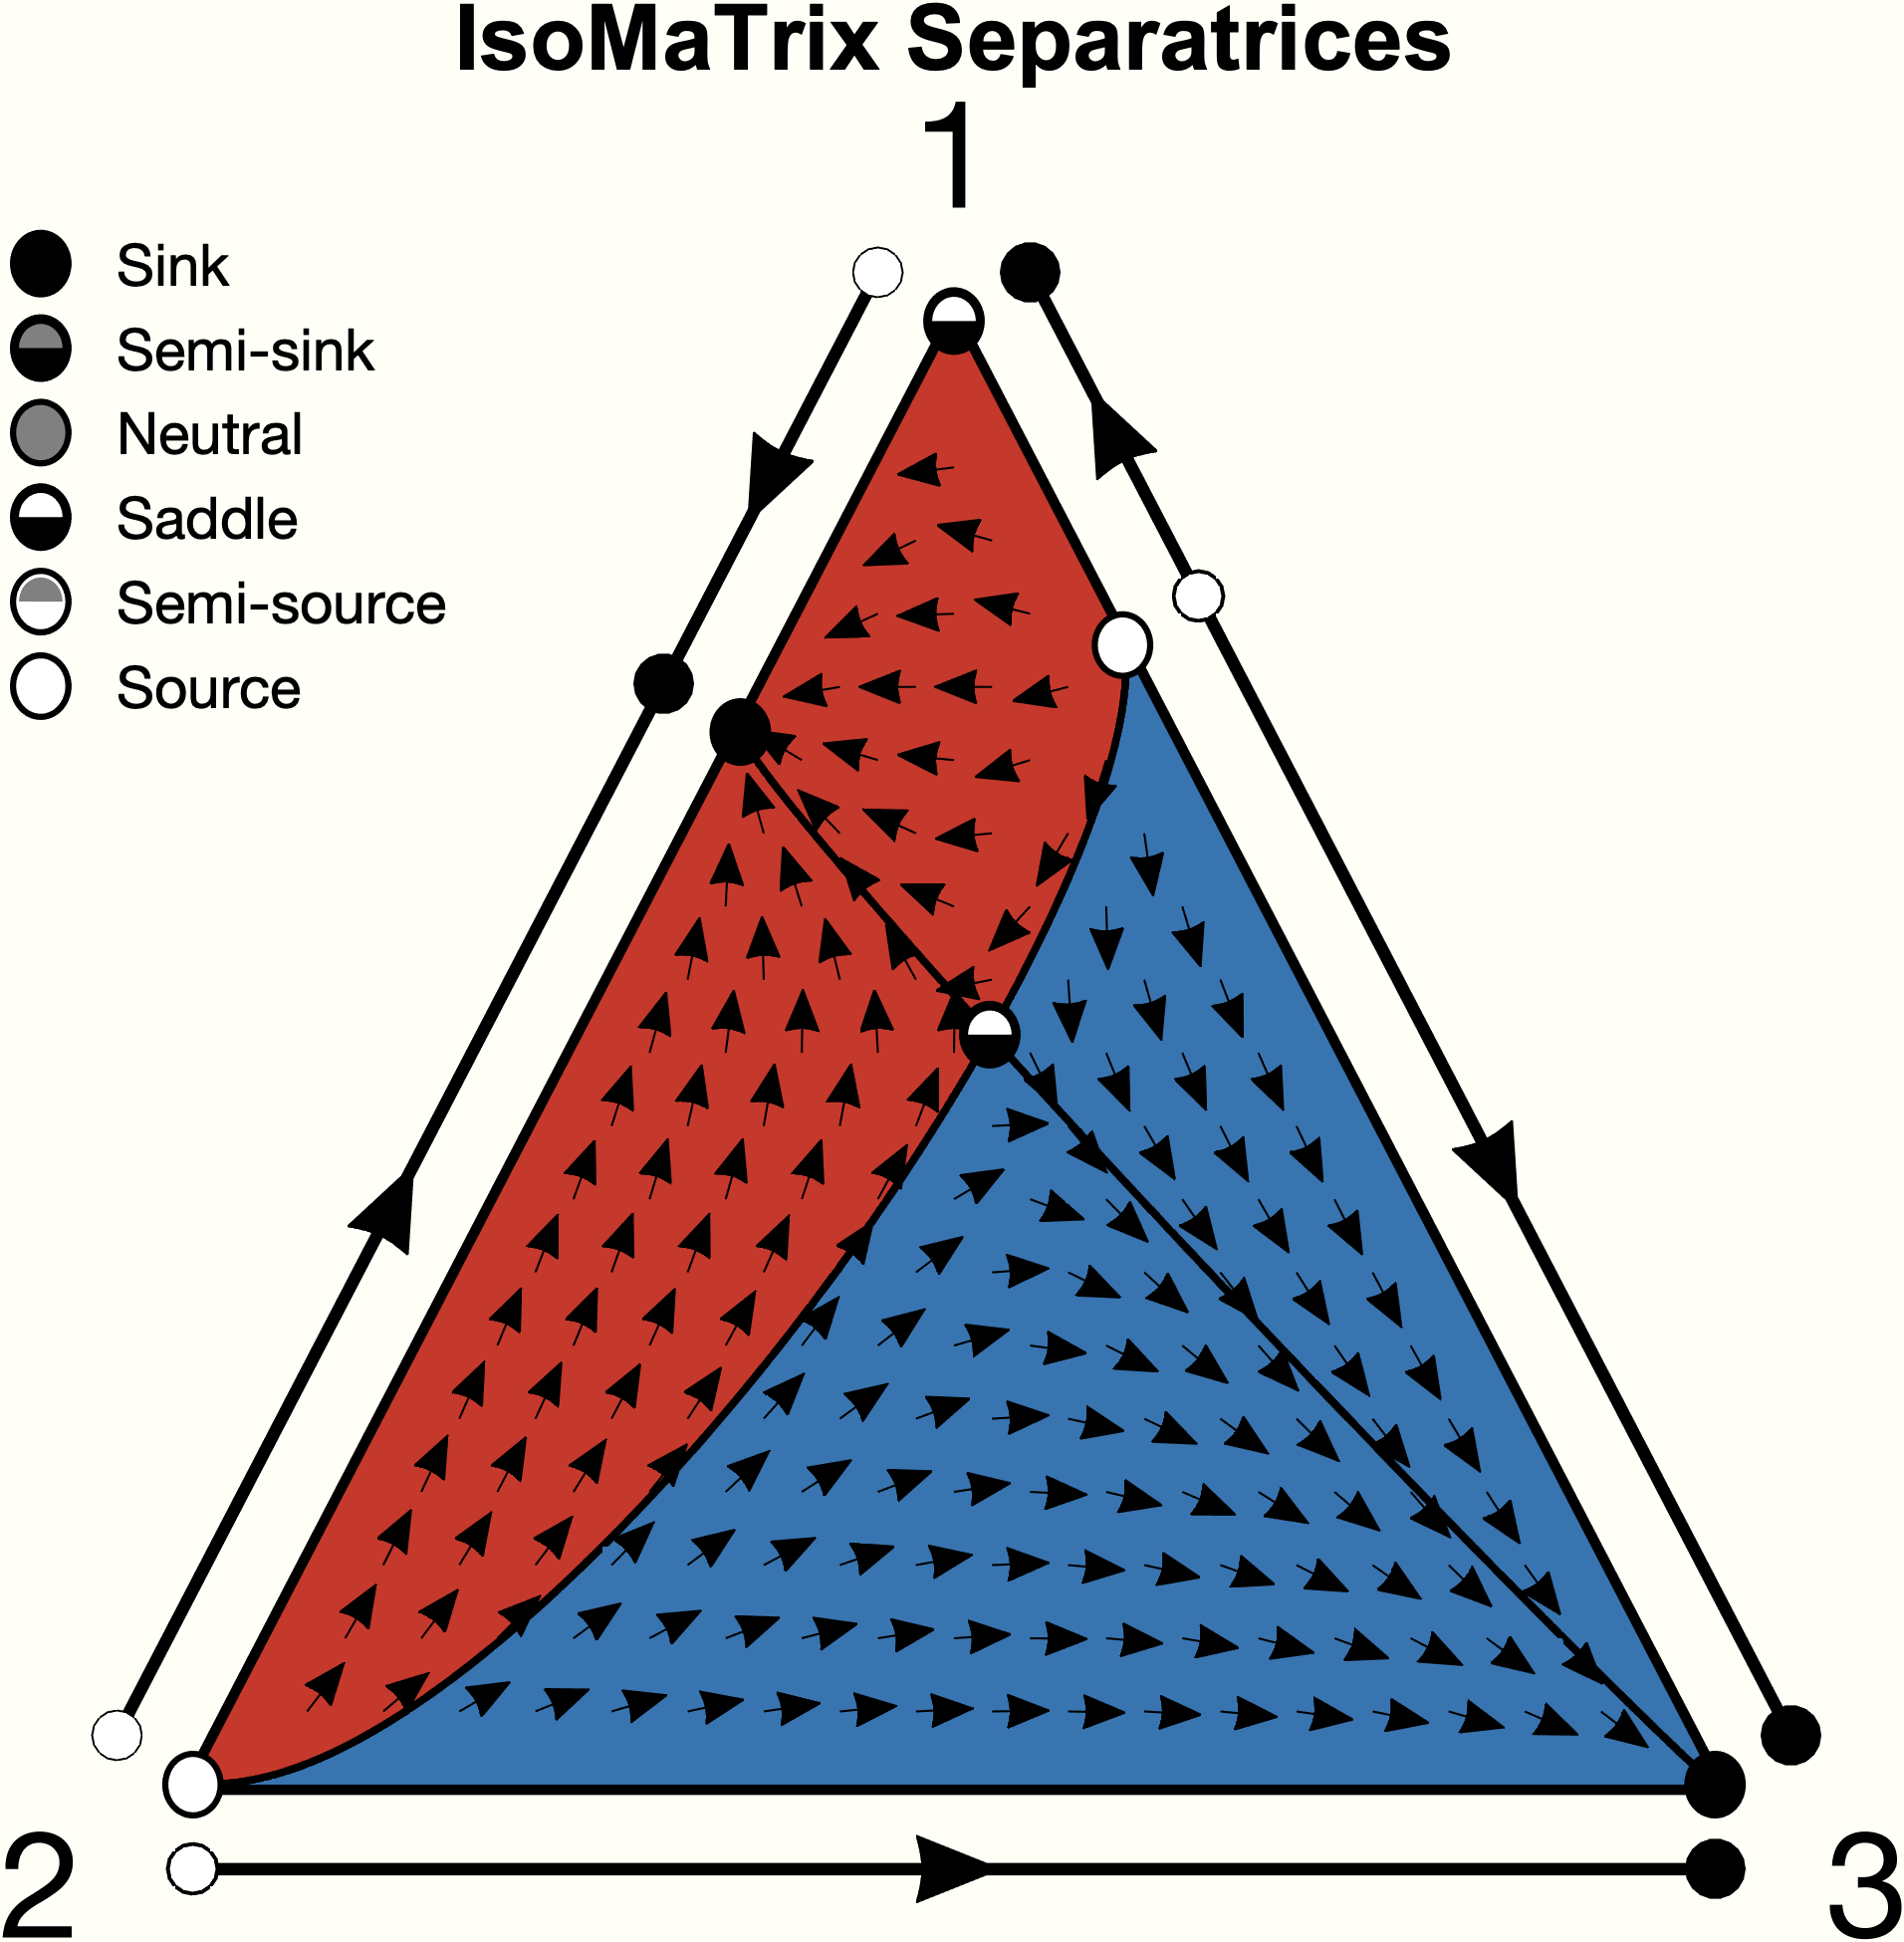 IsoMaTrix Separatrices
1
Sink
Semi-sink
Neutral
Saddle
Semi-source
Source
2
3